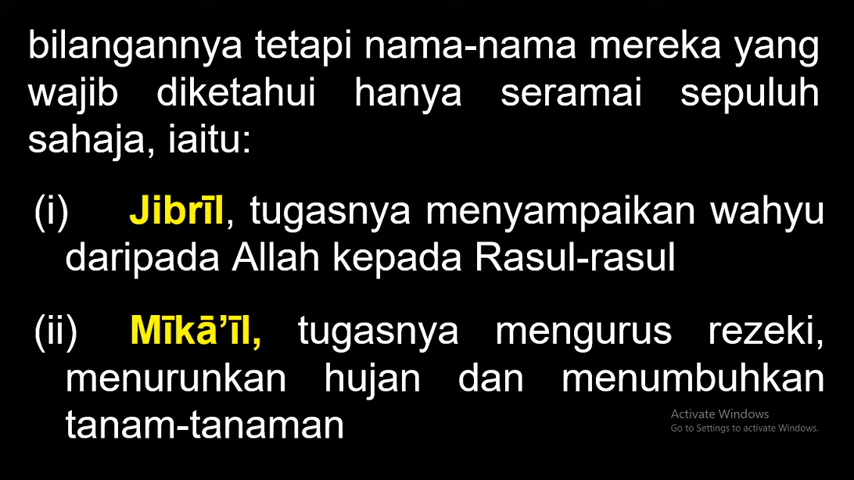 bilangannya tetapi nama-nama mereka yang
wajib diketahui hanya seramai sepuluh
sahaja, iaitu:
(i) Jibrīl, tugasnya menyampaikan wahyu
daripada Allah kepada Rasul-rasul
(ii) Mīkā’īl, tugasnya mengurus rezeki,
menurunkan hujan dan menumbuhkan
tanam-tanaman
Activate Windows
Go to Settings to activate Windows.